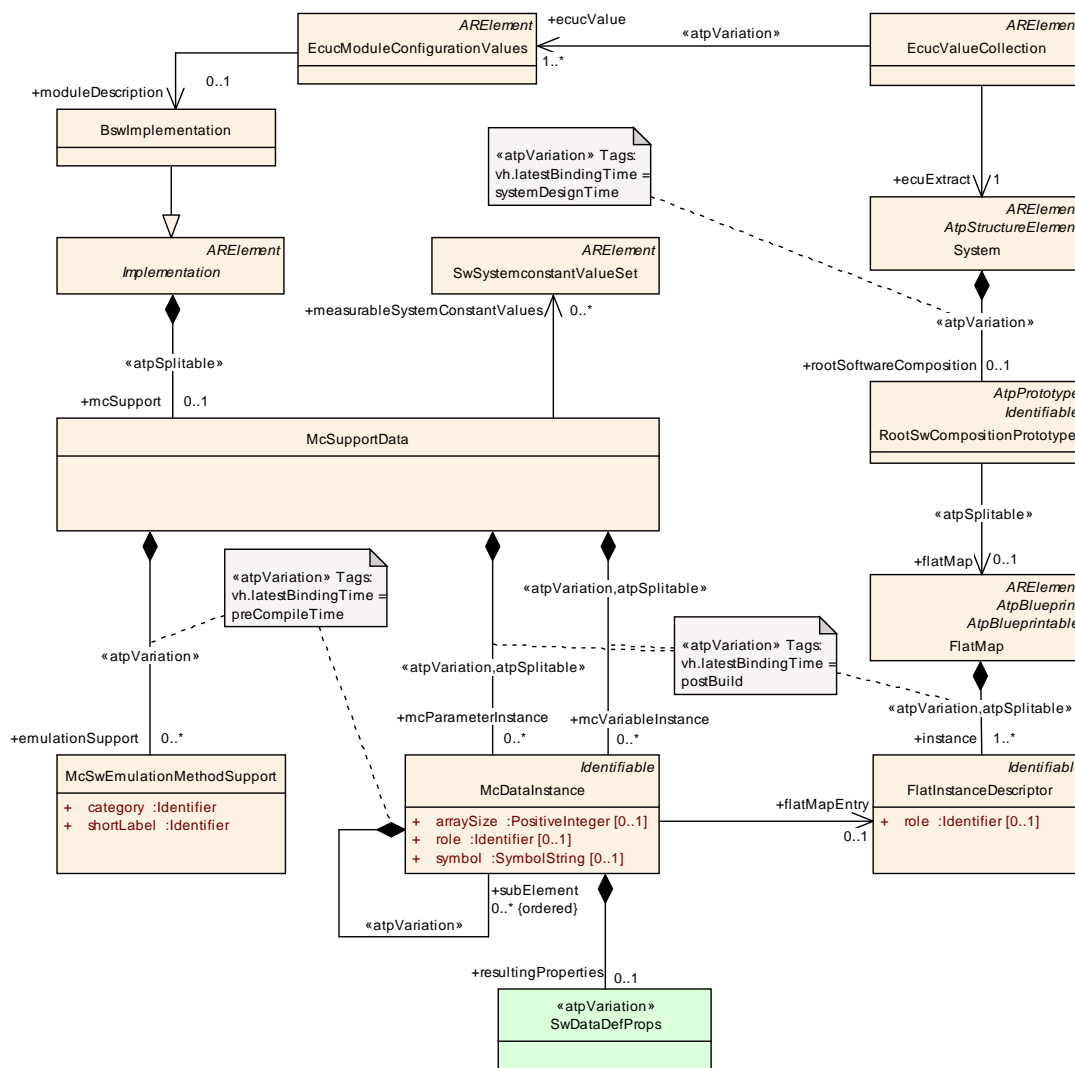 +ecucValue
ARElement
EcucModuleConfigurationValues
1..*
«atpVariation»
ARElement
EcucValueCollection
0..1
+moduleDescription
BswImplementation
«atpVariation» Tags:
vh.latestBindingTime =
systemDesignTime
+ecuExtract
1
ARElement
Implementation
ARElement
SwSystemconstantValueSet
ARElemen
AtpStructureElemen
System
+measurableSystemConstantValues
0..*
«atpVariation»
«atpSplitable»
+rootSoftwareComposition
0..1
+mcSupport
0..1
AtpPrototype
Identifiable
RootSwCompositionPrototype
McSupportData
«atpSplitable»
+flatMap
0..1
«atpVariation» Tags:
vh.latestBindingTime =
preCompileTime
«atpVariation,atpSplitable»
ARElemen
AtpBlueprin
AtpBlueprintable
FlatMap
«atpVariation» Tags:
vh.latestBindingTime =
postBuild
«atpVariation»
«atpVariation,atpSplitable»
«atpVariation,atpSplitable»
+mcParameterInstance
0..*
+mcVariableInstance
0..*
+emulationSupport
0..*
+instance
1..*
McSwEmulationMethodSupport
+ category :Identifier
+ shortLabel :Identifier
Identifiable
McDataInstance
+ arraySize :PositiveInteger [0..1]
+ role :Identifier [0..1]
+ symbol :SymbolString [0..1]
+flatMapEntry
0..1
Identifiable
FlatInstanceDescriptor
+ role :Identifier [0..1]
+subElement
0..* {ordered}
«atpVariation»
+resultingProperties
0..1
«atpVariation»
SwDataDefProps